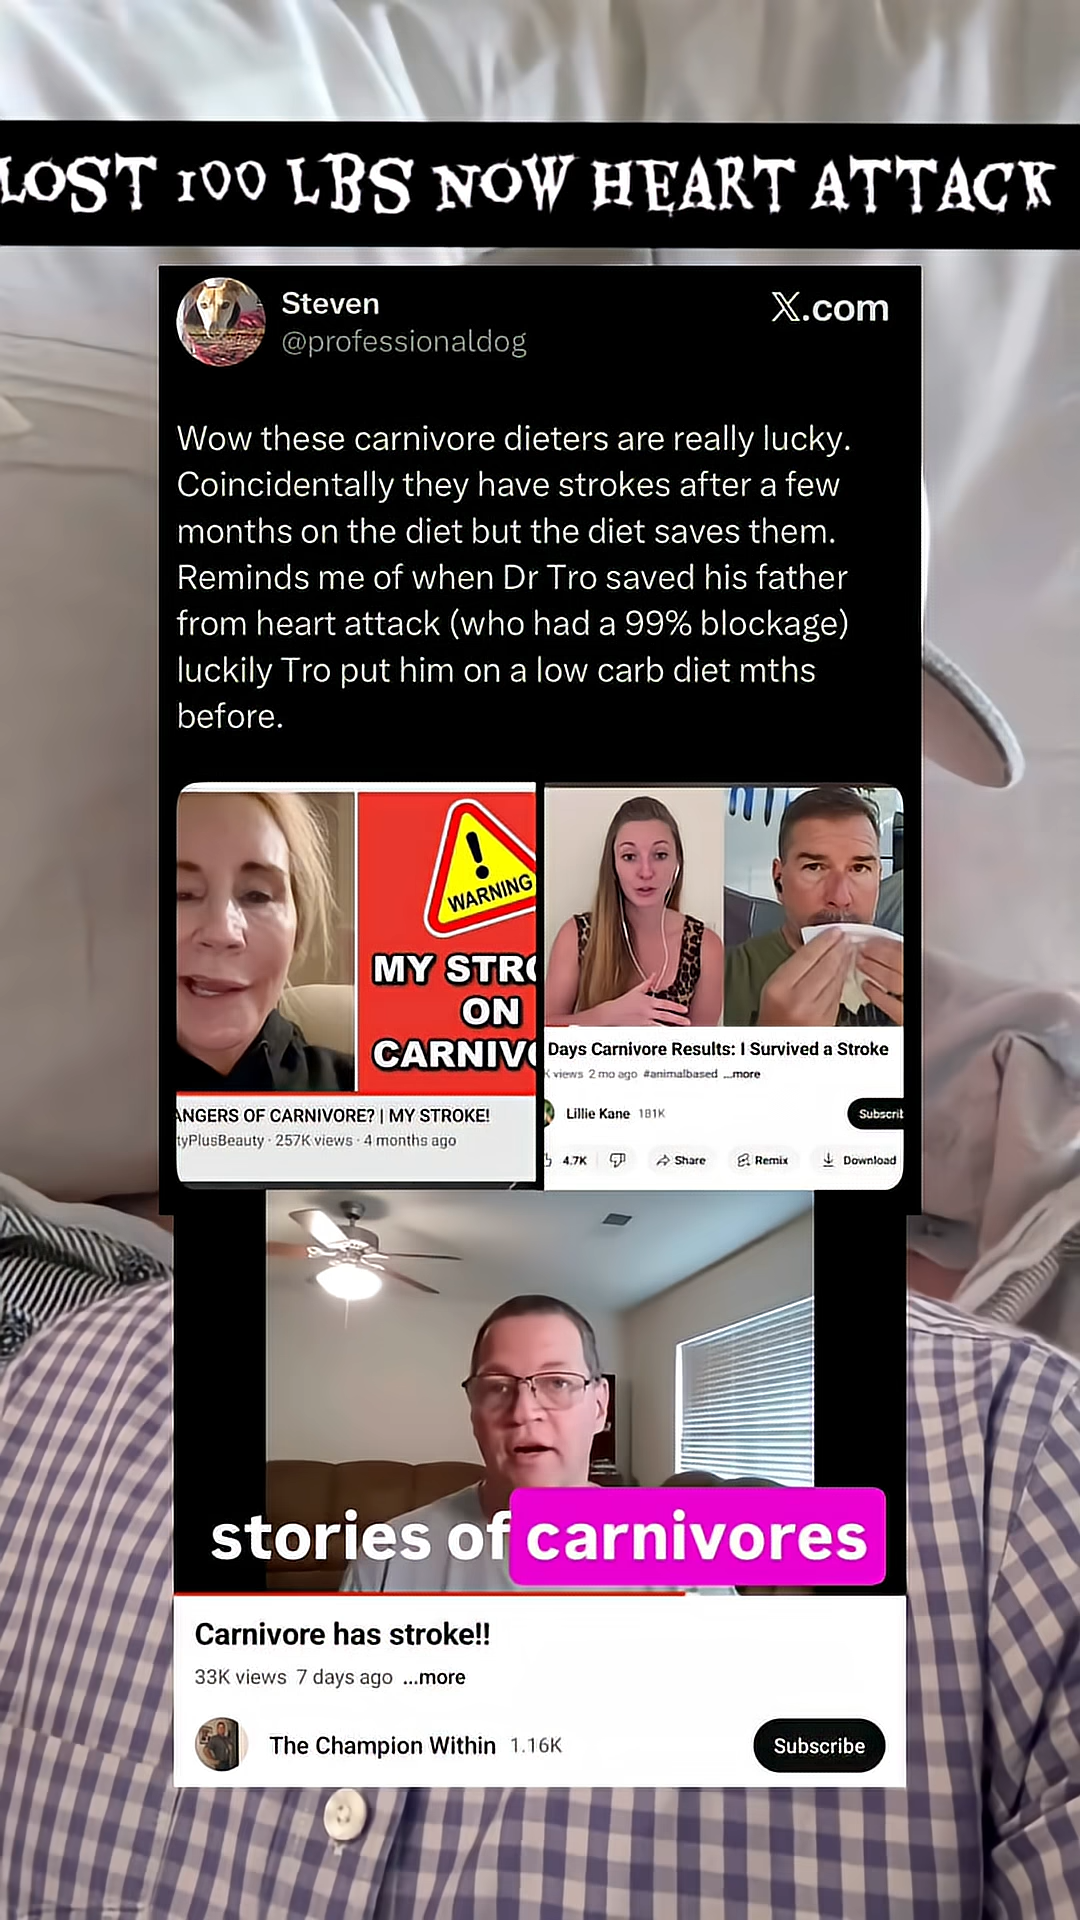 LOST 100 LBS NOW HEART ATTACK
Steven
@professionaldog
X.com
Wow these carnivore dieters are really lucky.
Coincidentally they have strokes after a few
months on the diet but the diet saves them.
Reminds me of when Dr Tro saved his father
from heart attack (who had a 99% blockage)
luckily Tro put him on a low carb diet mths
before.
WARNING
MY STRO
ON
CARNIVO
ANGERS OF CARNIVORE? | MY STROKE!
tyPlusBeauty · 257K views · 4 months ago
Days Carnivore Results: I Survived a Stroke
K views 2 mo ago #animalbased ...more
Lillie Kane 181K
Subscrib
4.7K Share Remix Download
stories of carnivores
Carnivore has stroke!!
33K views 7 days ago ...more
The Champion Within 1.16K
Subscribe